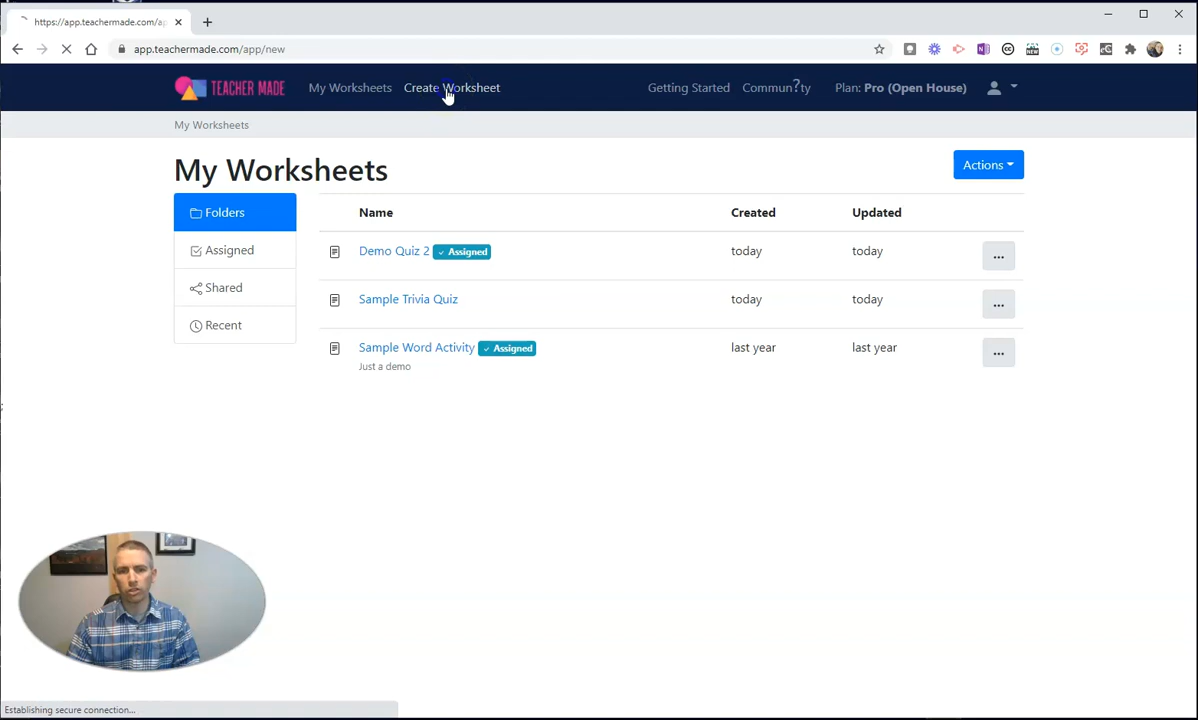 https://app.teachermade.com/ap
app.teachermade.com/app/new
TEACHER MADE My Worksheets Create Worksheet Getting Started Commun?ty Plan: Pro (Open House)
My Worksheets
My Worksheets
Actions
Folders
Assigned
Shared
Recent
Name Created Updated
Demo Quiz 2 ✓ Assigned today today ...
Sample Trivia Quiz today today ...
Sample Word Activity ✓ Assigned last year last year ...
Just a demo
Establishing secure connection...